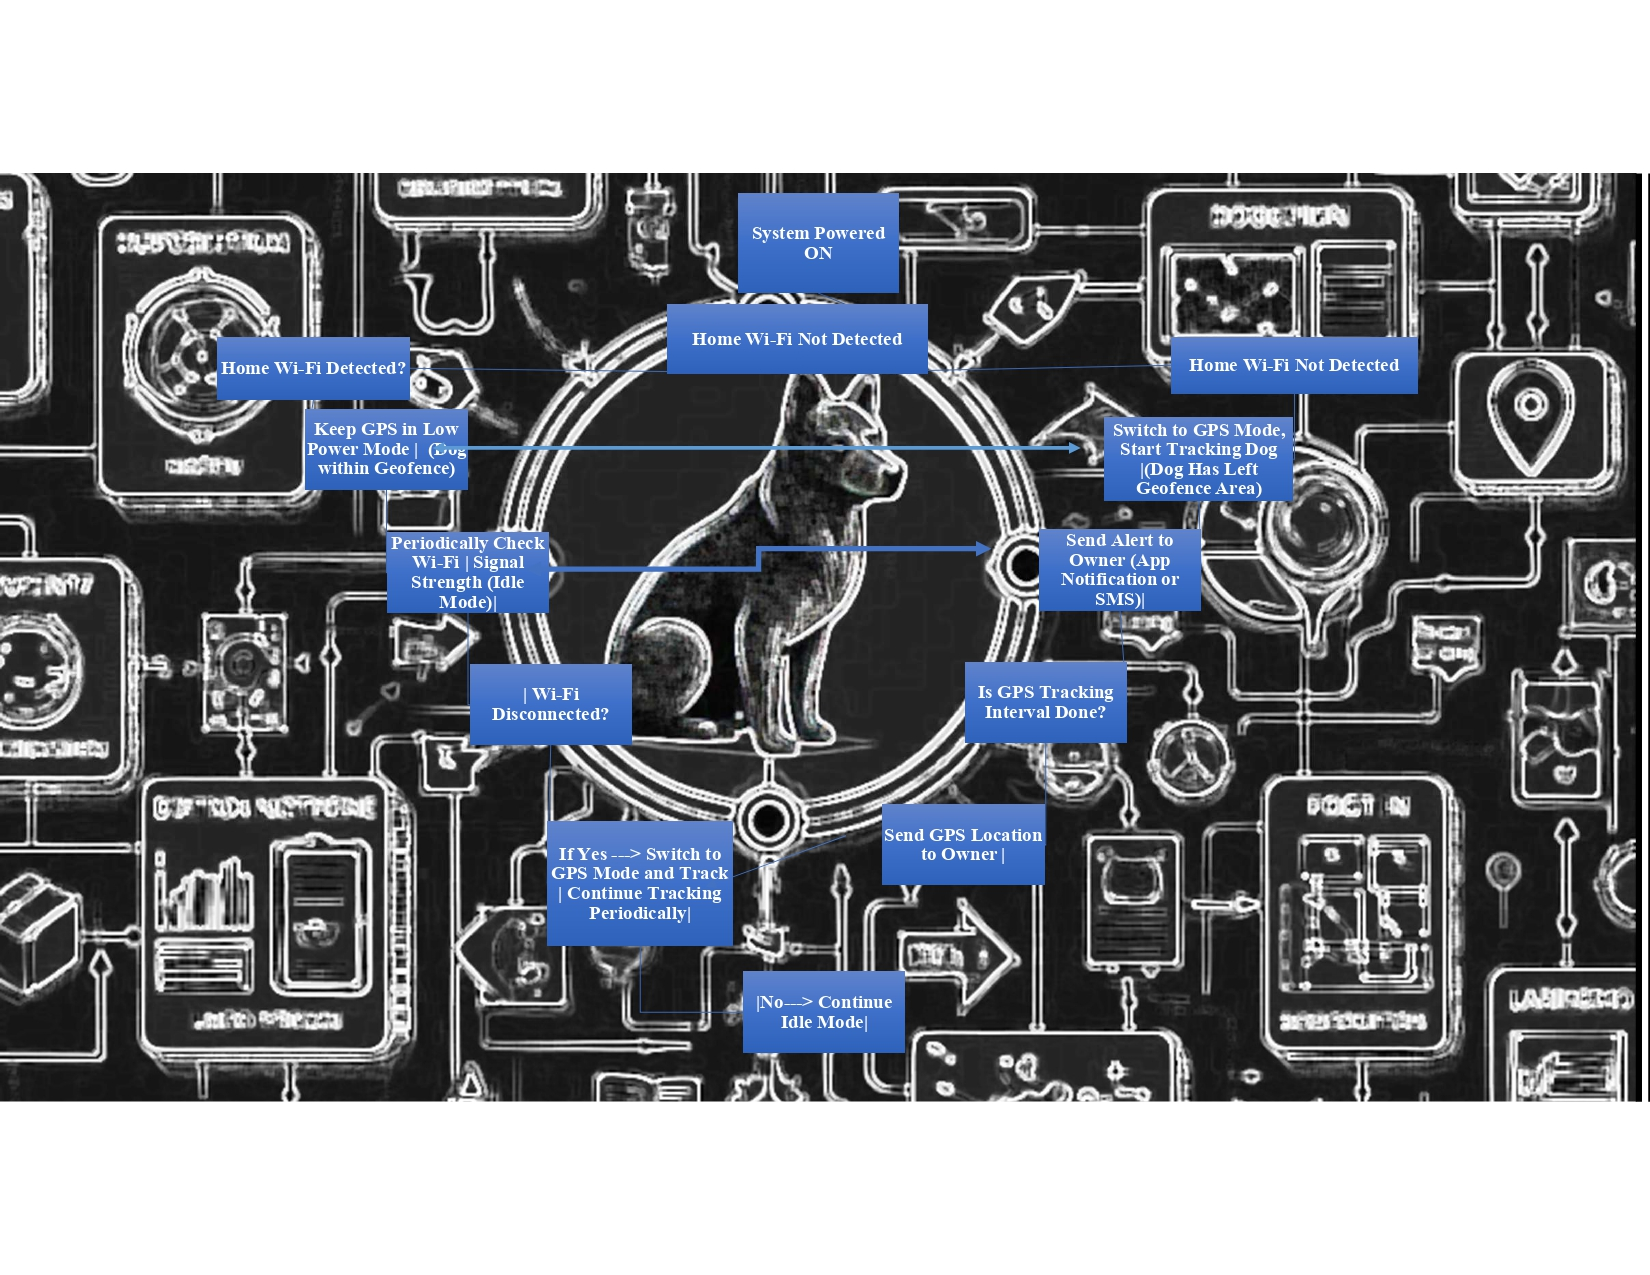 System Powered
ON
Home Wi-Fi Not Detected
Home Wi-Fi Detected?
Home Wi-Fi Not Detected
Keep GPS in Low
Power Mode | (Dog
within Geofence)
Switch to GPS Mode,
Start Tracking Dog
|(Dog Has Left
Geofence Area)
Periodically Check
Wi-Fi | Signal
Strength (Idle
Mode)|
Send Alert to
Owner (App
Notification or
SMS)|
| Wi-Fi
Disconnected?
Is GPS Tracking
Interval Done?
If Yes ---> Switch to
GPS Mode and Track
| Continue Tracking
Periodically|
Send GPS Location
to Owner |
|No---> Continue
Idle Mode|